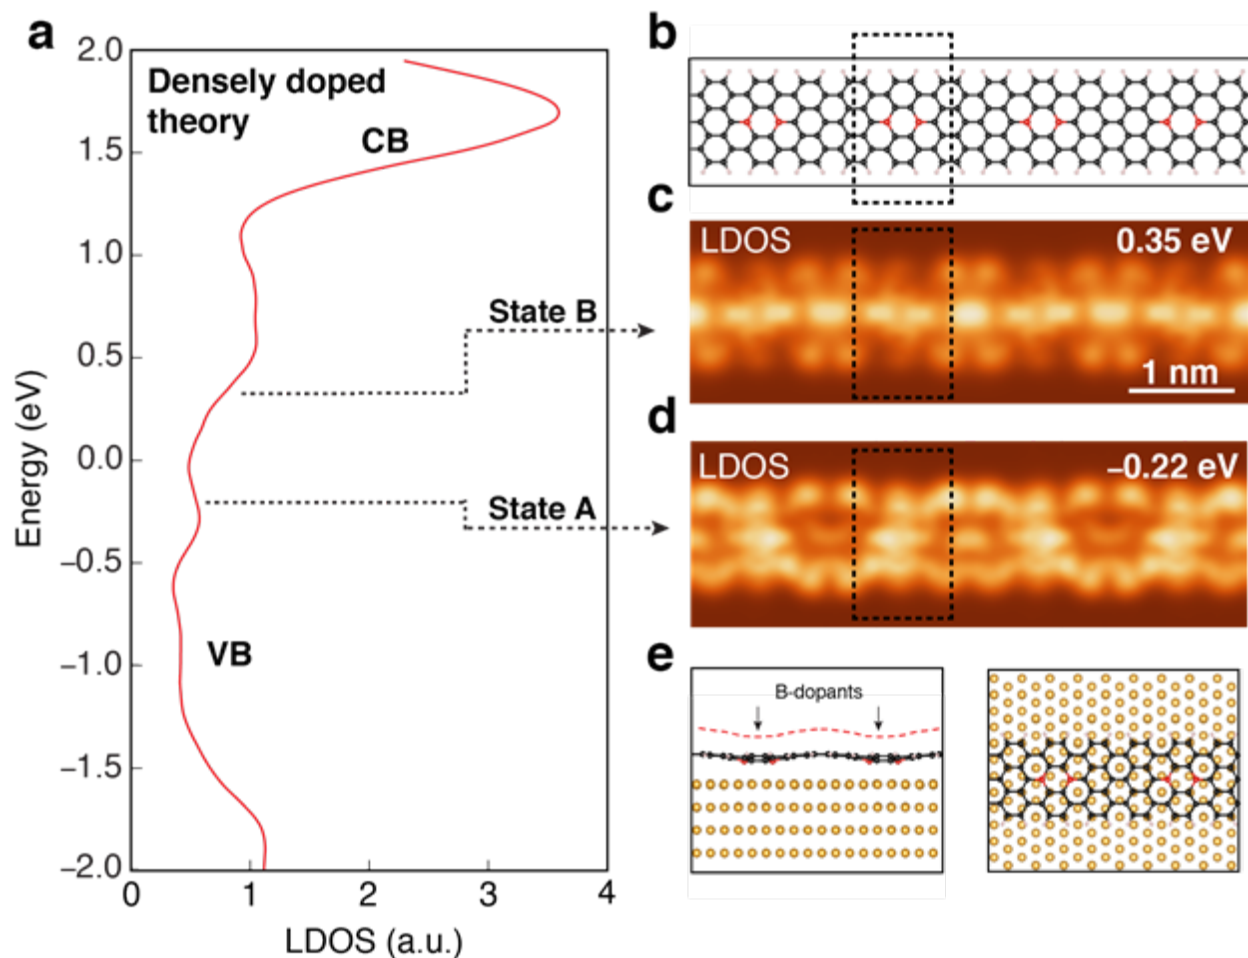 a
2.0
1.5
1.0
0.5
0.0
−0.5
−1.0
−1.5
−2.0
Energy (eV)
0
1
2
3
4
LDOS (a.u.)
Densely doped
theory
CB
State B
State A
VB
b
c
LDOS
0.35 eV
1 nm
d
LDOS
−0.22 eV
e
B-dopants